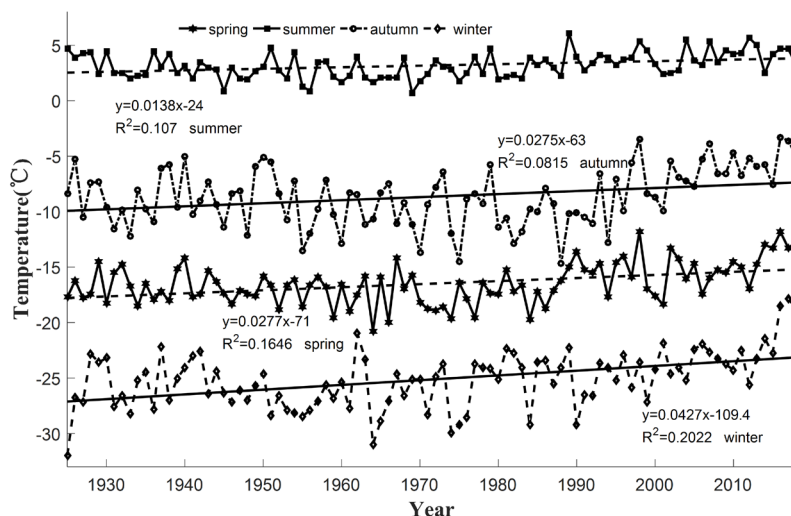 spring summer autumn winter
5
0
y=0.0138x-24
R²=0.107 summer
y=0.0275x-63
R²=0.0815 autumn
-5
-10
-15
-20
-25
-30
Temperature(℃)
y=0.0277x-71
R²=0.1646 spring
y=0.0427x-109.4
R²=0.2022 winter
1930 1940 1950 1960 1970 1980 1990 2000 2010
Year